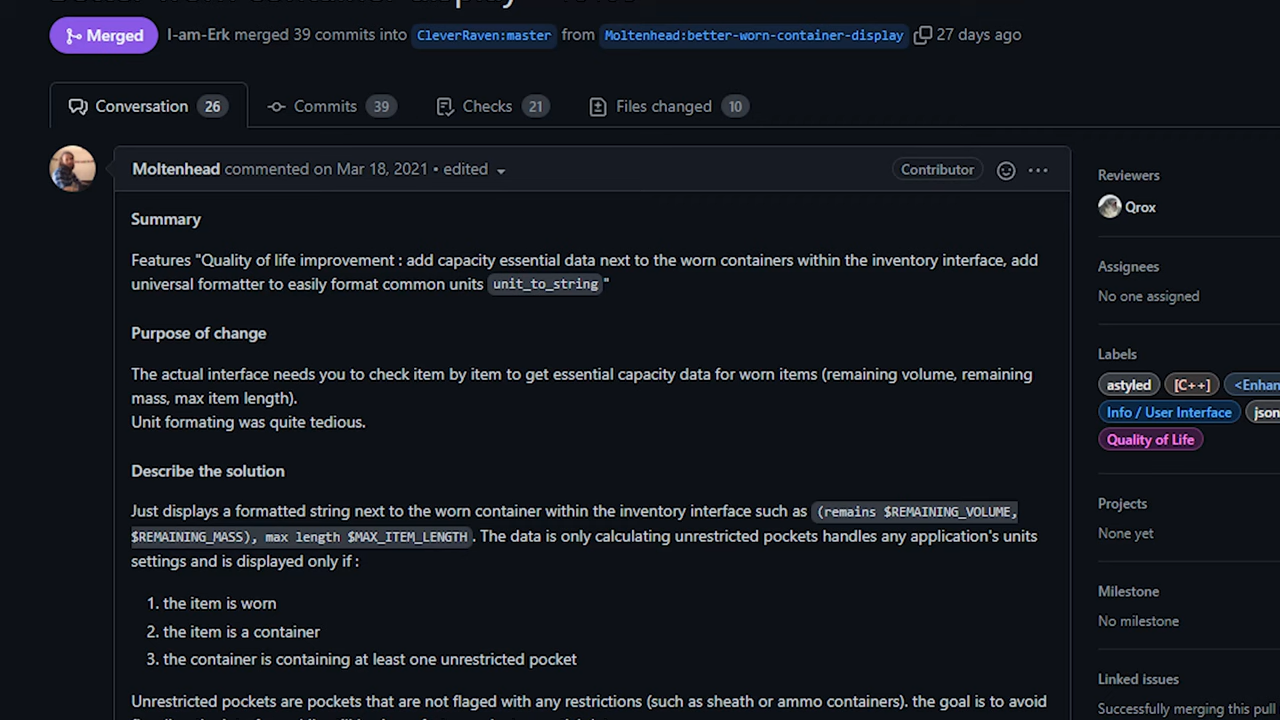 Merged I-am-Erk merged 39 commits into CleverRaven:master from Moltenhead:better-worn-container-display 27 days ago
Conversation 26 Commits 39 Checks 21 Files changed 10
Moltenhead commented on Mar 18, 2021 • edited Contributor
Summary
Features "Quality of life improvement : add capacity essential data next to the worn containers within the inventory interface, add
universal formatter to easily format common units unit_to_string"
Purpose of change
The actual interface needs you to check item by item to get essential capacity data for worn items (remaining volume, remaining
mass, max item length).
Unit formating was quite tedious.
Describe the solution
Just displays a formatted string next to the worn container within the inventory interface such as (remains $REMAINING_VOLUME,
$REMAINING_MASS), max length $MAX_ITEM_LENGTH. The data is only calculating unrestricted pockets handles any application's units
settings and is displayed only if :
1. the item is worn
2. the item is a container
3. the container is containing at least one unrestricted pocket
Unrestricted pockets are pockets that are not flaged with any restrictions (such as sheath or ammo containers). the goal is to avoid
Reviewers
Qrox
Assignees
No one assigned
Labels
astyled [C++] <Enhan
Info / User Interface json
Quality of Life
Projects
None yet
Milestone
No milestone
Linked issues
Successfully merging this pull